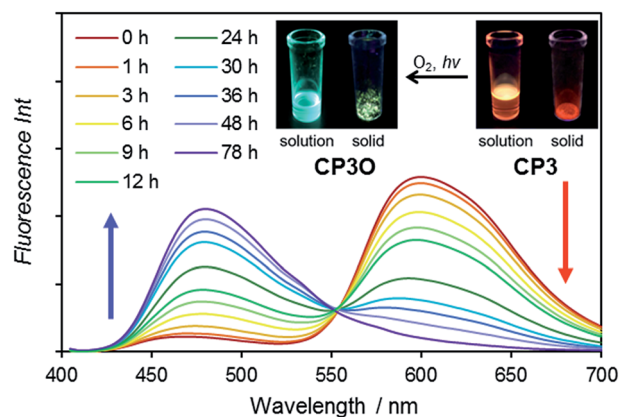 Fluorescence Int
0 h
1 h
3 h
6 h
9 h
12 h
24 h
30 h
36 h
48 h
78 h
O₂, hv
solution solid
CP3O
solution solid
CP3
400 450 500 550 600 650 700
Wavelength / nm